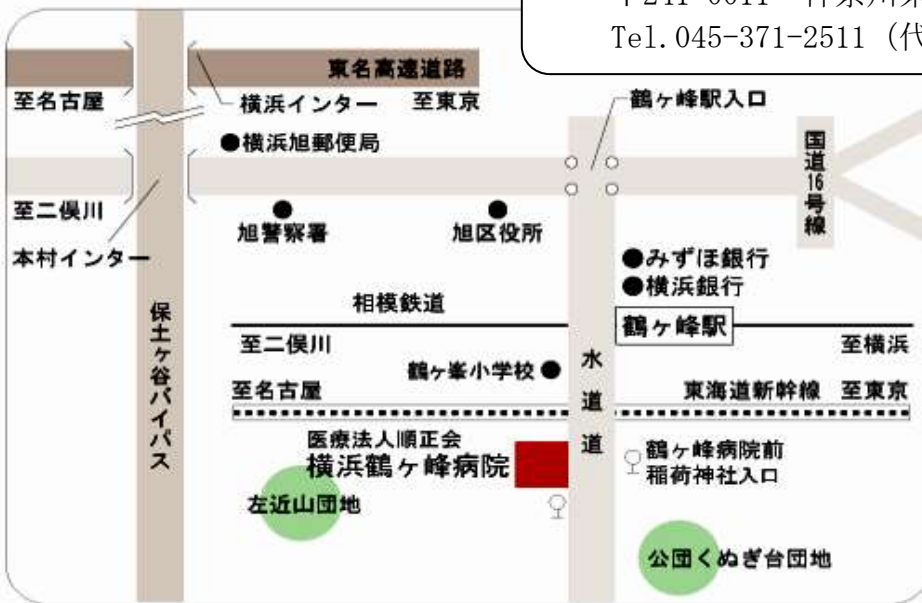 〒241-0011 神奈川県
Tel.045-371-2511 (代
東名高速道路
至名古屋
横浜インター
至東京
鶴ヶ峰駅入口
横浜旭郵便局
国道16号線
至二俣川
旭警察署
旭区役所
本村インター
みずほ銀行
横浜銀行
相模鉄道
鶴ヶ峰駅
保土ヶ谷バイパス
至二俣川
至横浜
水道道
鶴ヶ峯小学校
至名古屋
東海道新幹線
至東京
医療法人順正会
横浜鶴ヶ峰病院
鶴ヶ峰病院前
稲荷神社入口
左近山団地
公団くぬぎ台団地